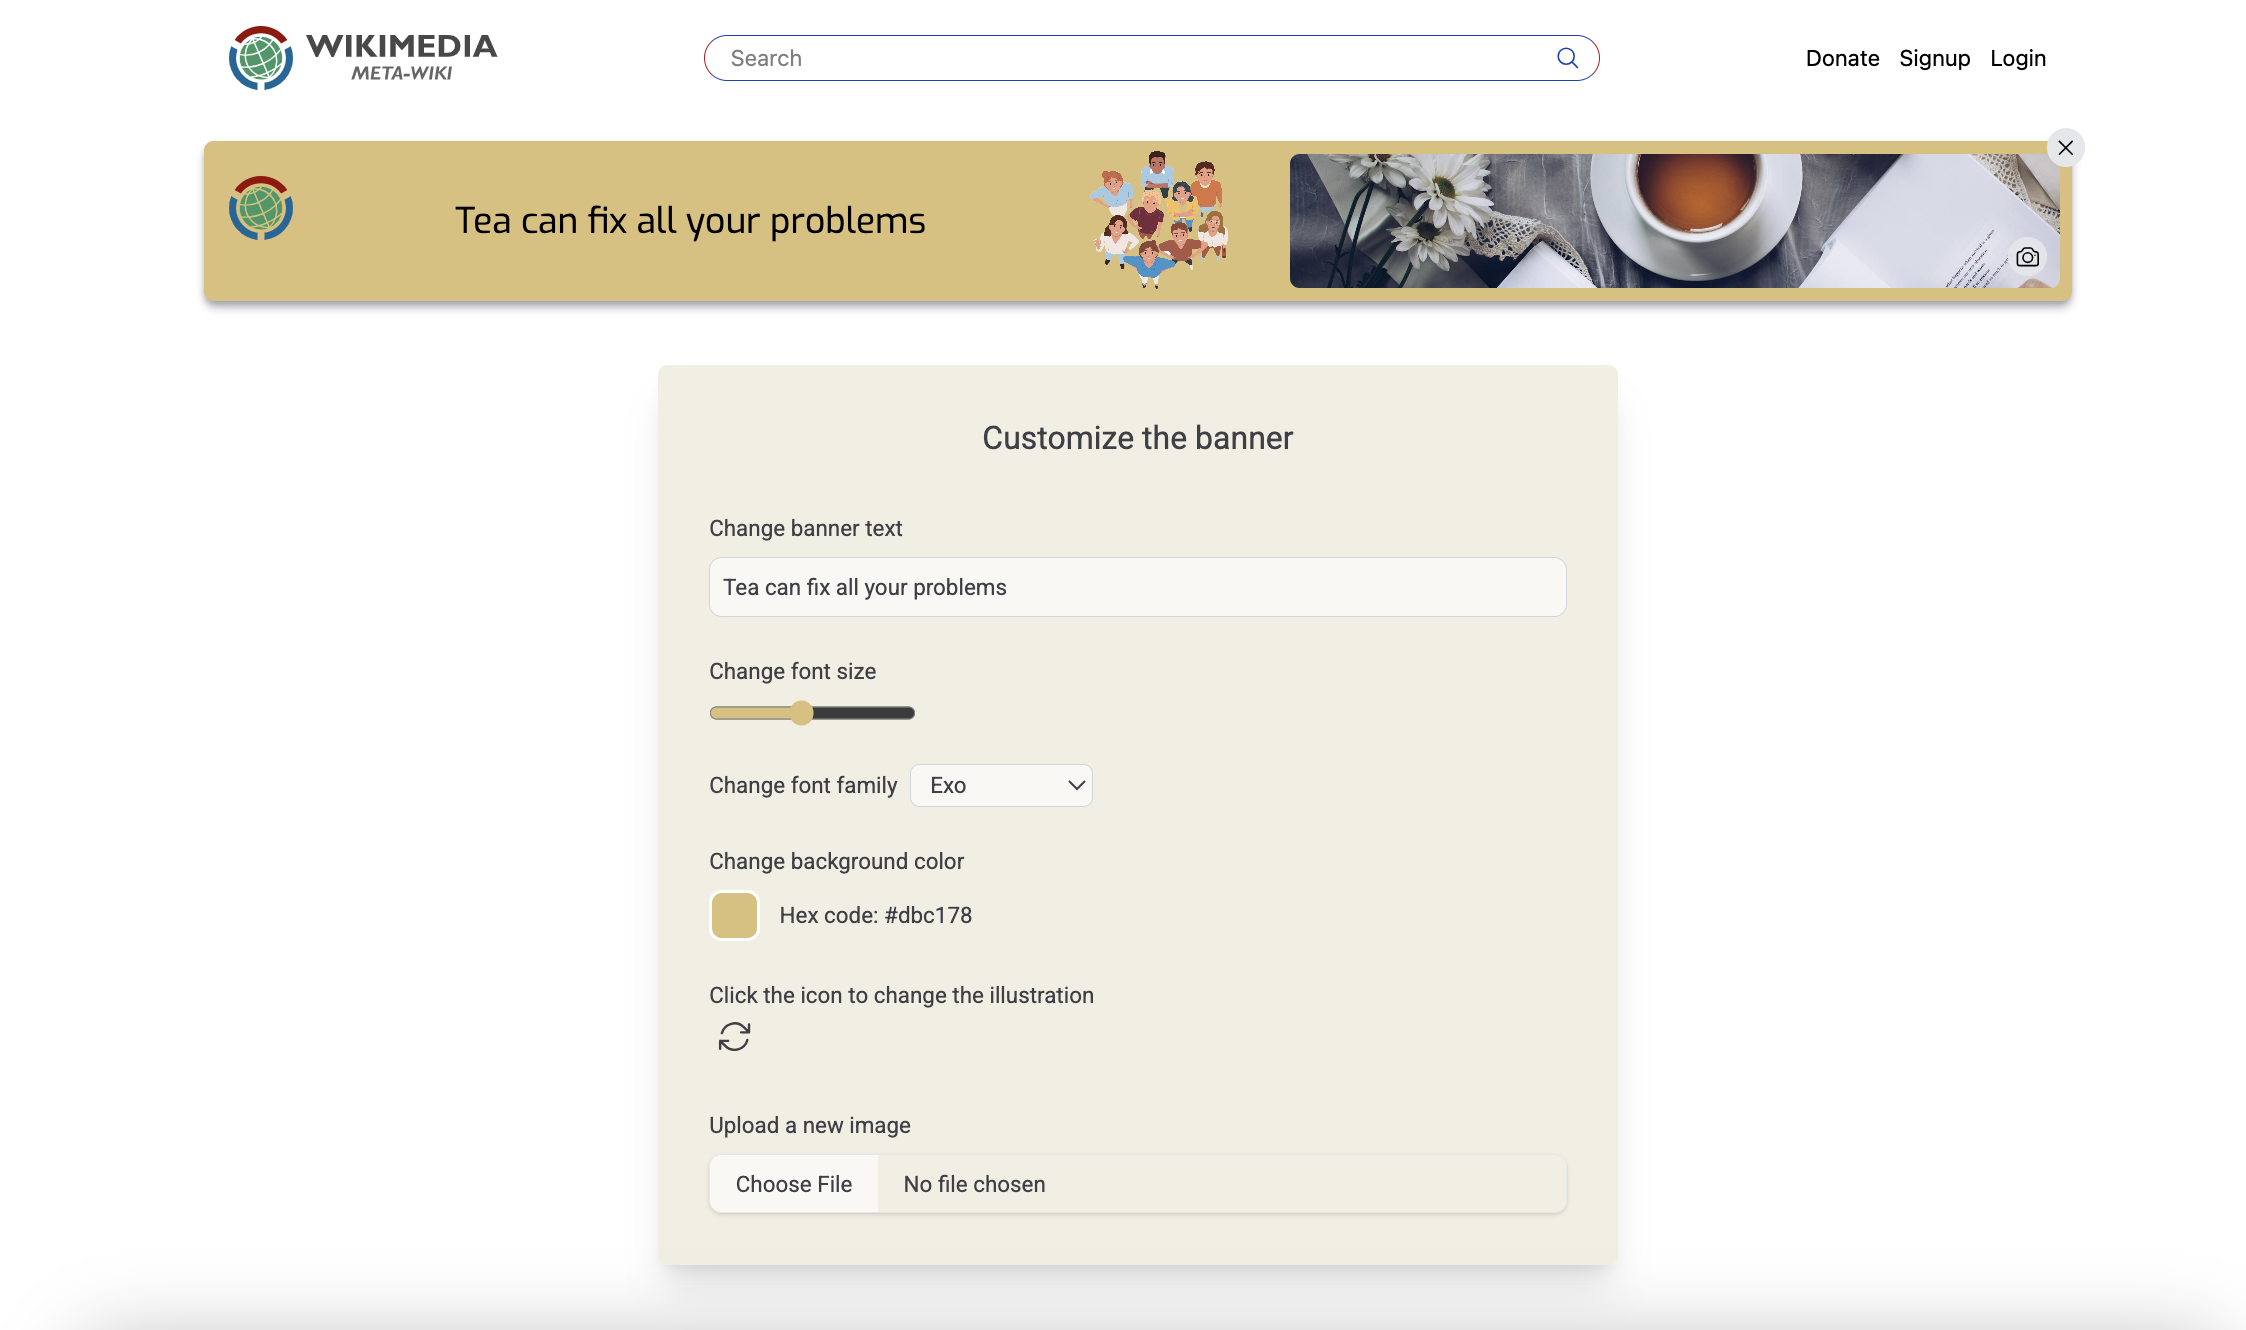 WIKIMEDIA
META-WIKI
Search
Donate Signup Login
Tea can fix all your problems
Customize the banner
Change banner text
Tea can fix all your problems
Change font size
Change font family Exo
Change background color
Hex code: #dbc178
Click the icon to change the illustration
Upload a new image
Choose File No file chosen